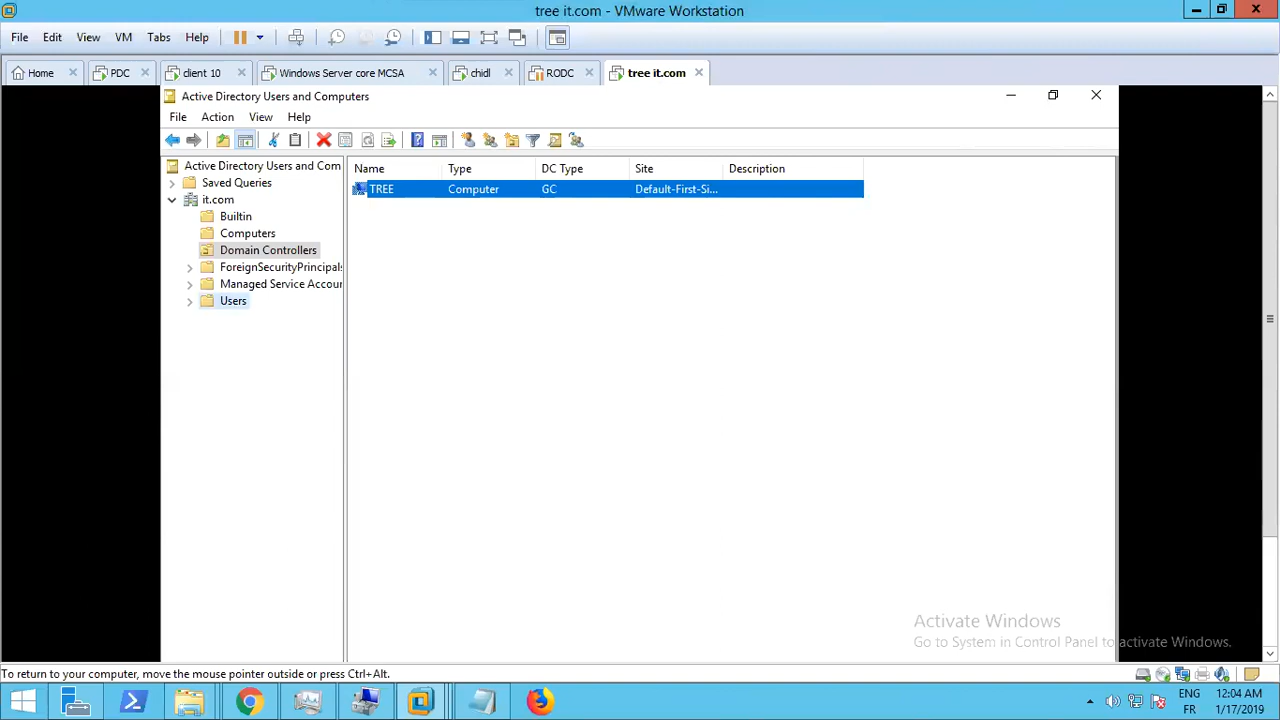 tree it.com - VMware Workstation
File Edit View VM Tabs Help
Home PDC client 10 Windows Server core MCSA chidl RODC tree it.com
Active Directory Users and Computers
File Action View Help
Active Directory Users and Com
Saved Queries
it.com
Builtin
Computers
Domain Controllers
ForeignSecurityPrincipals
Managed Service Accour
Users
Name Type DC Type Site Description
TREE Computer GC Default-First-Si...
Activate Windows
Go to System in Control Panel to activate Windows.
To return to your computer, move the mouse pointer outside or press Ctrl+Alt.
ENG 12:04 AM
FR 1/17/2019